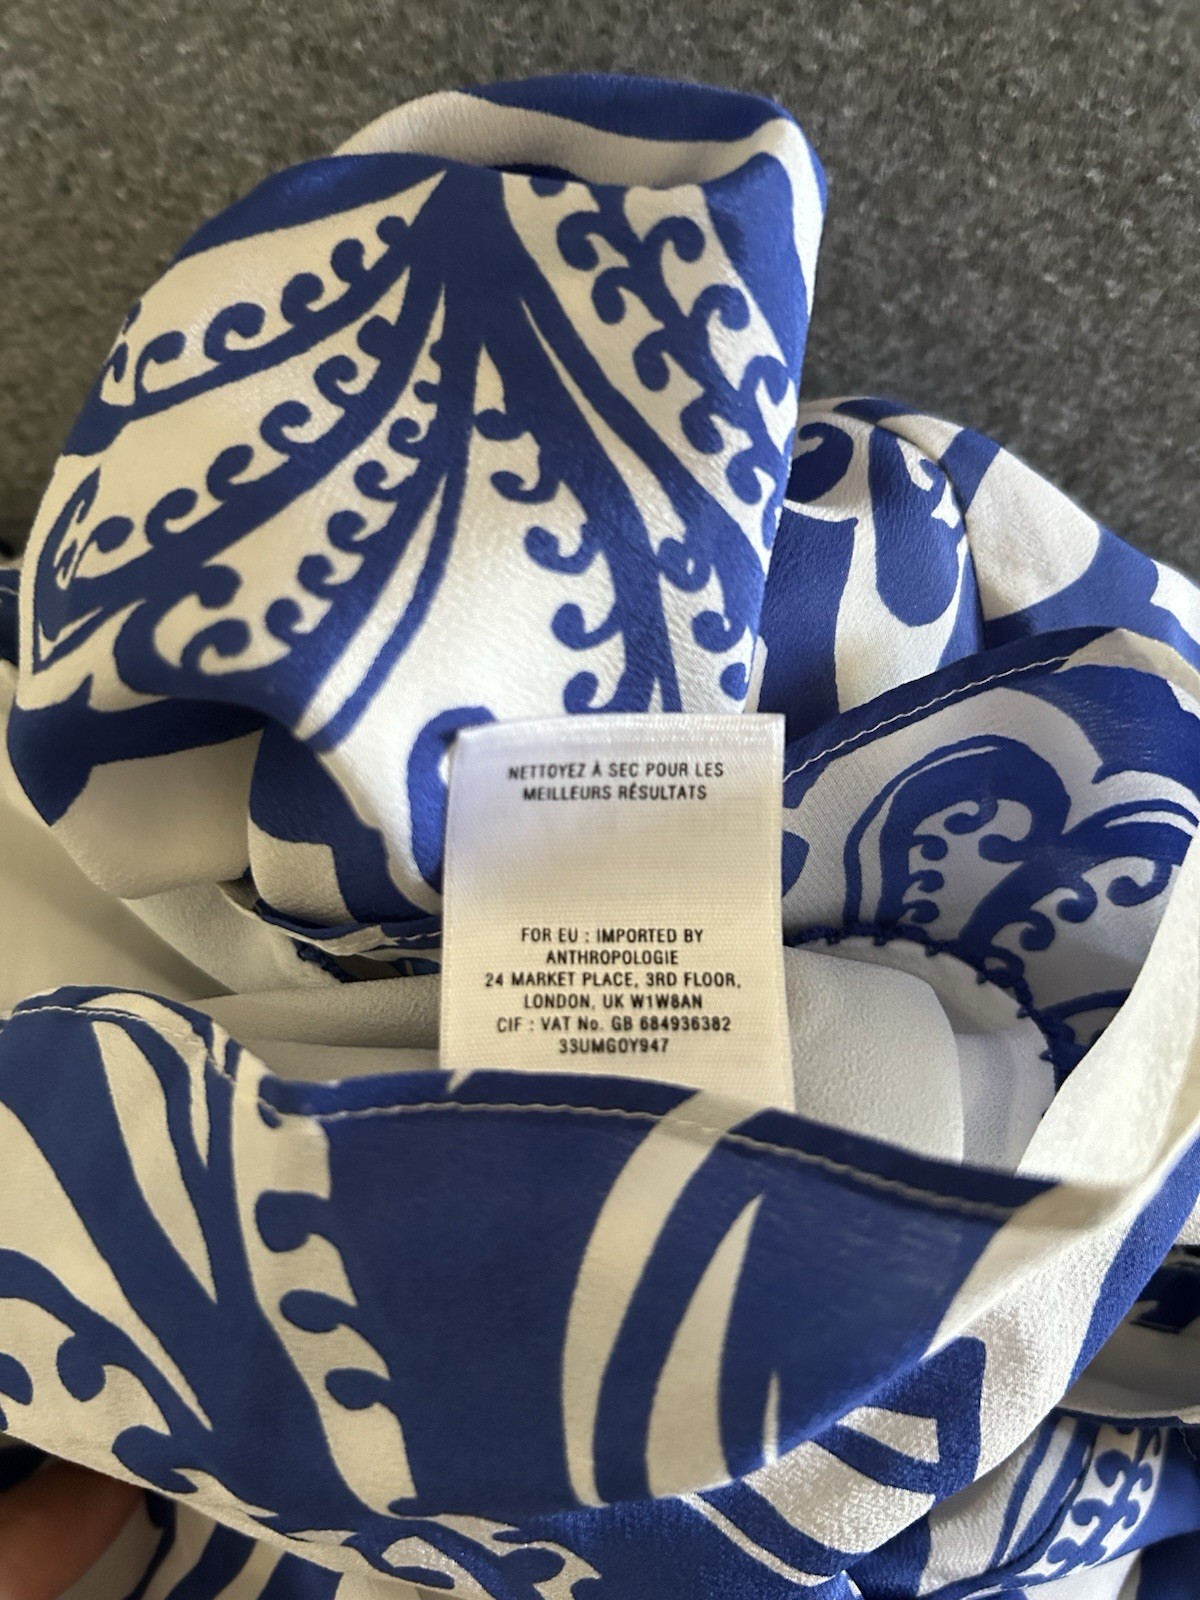 NETTOYEZ À SEC POUR LES
MEILLEURS RÉSULTATS
FOR EU : IMPORTED BY
ANTHROPOLOGIE
24 MARKET PLACE, 3RD FLOOR,
LONDON, UK W1W8AN
CIF : VAT No. GB 684936382
33UMGOY947